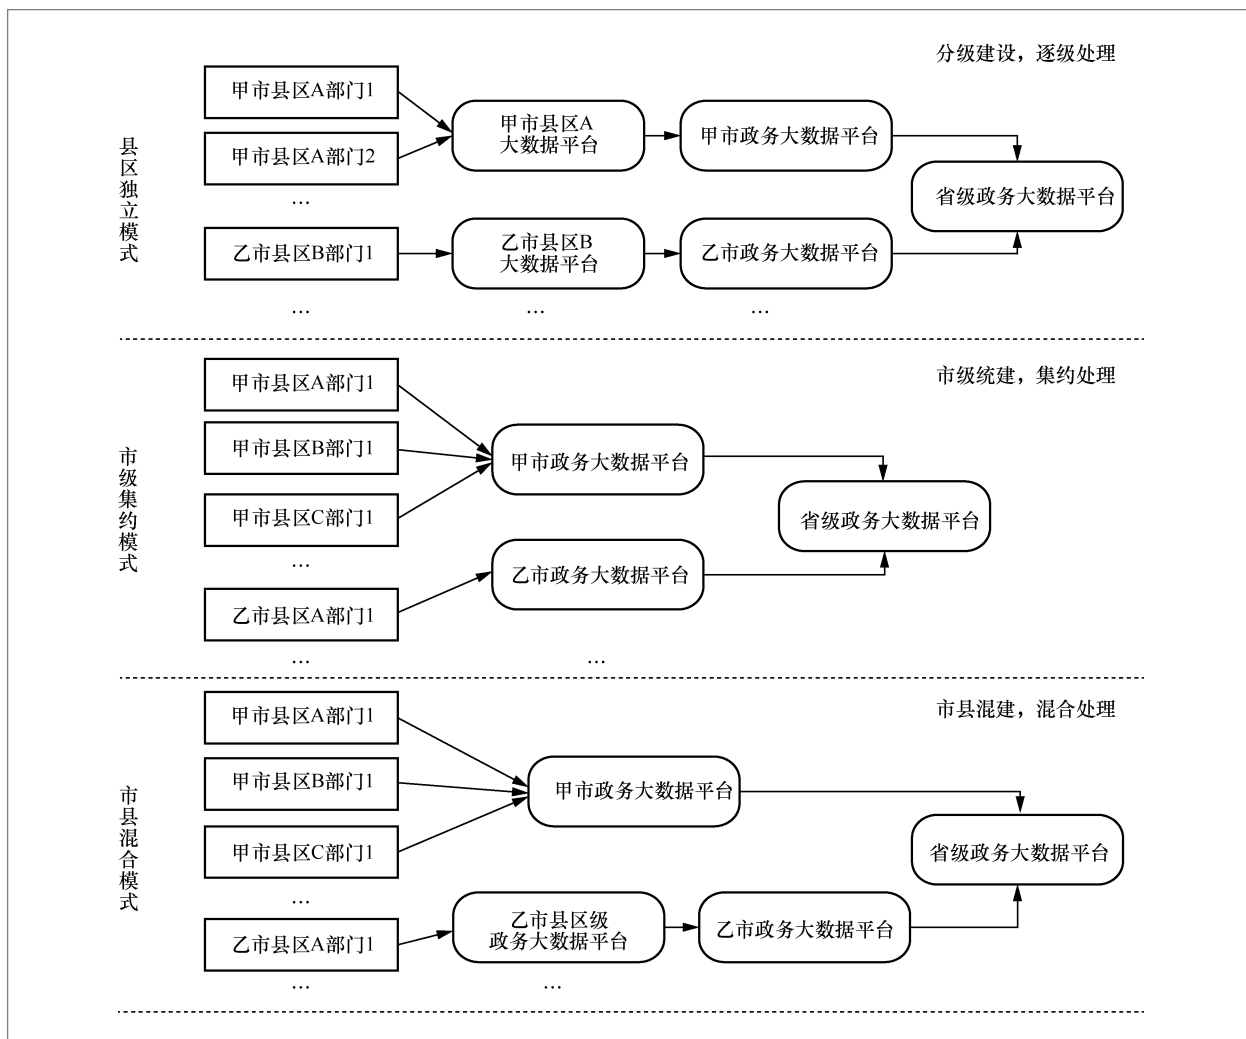 县区独立模式
分级建设，逐级处理
甲市县区A部门1
甲市县区A部门2
…
乙市县区B部门1
…
甲市县区A
大数据平台
乙市县区B
大数据平台
…
甲市政务大数据平台
乙市政务大数据平台
…
省级政务大数据平台
市级集约模式
市级统建，集约处理
甲市县区A部门1
甲市县区B部门1
甲市县区C部门1
…
乙市县区A部门1
…
甲市政务大数据平台
乙市政务大数据平台
…
省级政务大数据平台
市县混合模式
市县混建，混合处理
甲市县区A部门1
甲市县区B部门1
甲市县区C部门1
…
乙市县区A部门1
…
甲市政务大数据平台
乙市县区级
政务大数据平台
…
乙市政务大数据平台
省级政务大数据平台